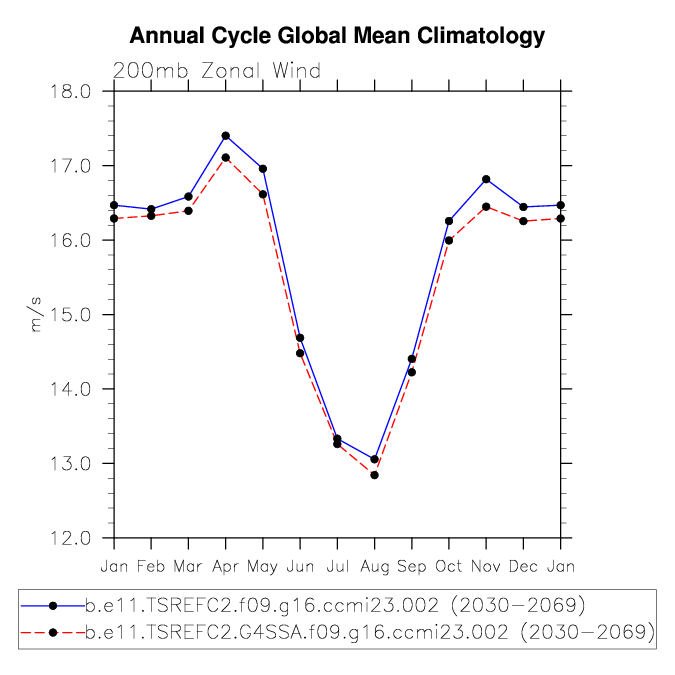 Annual Cycle Global Mean Climatology
200mb Zonal Wind
18.0
17.0
16.0
15.0
14.0
13.0
12.0
m/s
Jan Feb Mar Apr May Jun Jul Aug Sep Oct Nov Dec Jan
b.e11.TSREFC2.f09.g16.ccmi23.002 (2030-2069)
b.e11.TSREFC2.G4SSA.f09.g16.ccmi23.002 (2030-2069)